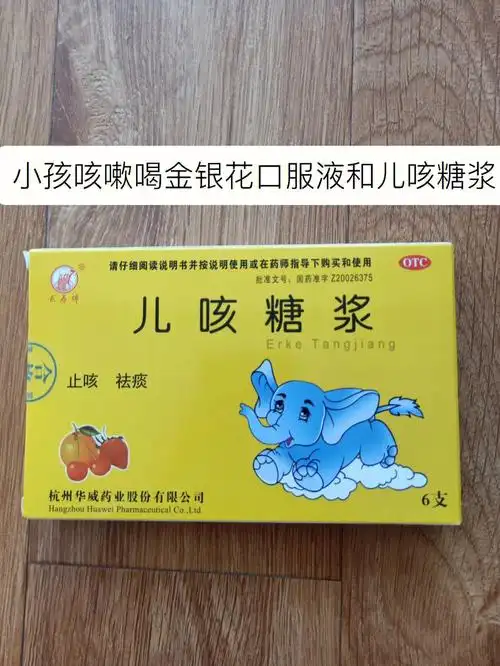 小孩咳嗽喝金银花口服液和儿咳糖浆
请仔细阅读说明书并按说明使用或在药师指导下购买和使用
OTC
批准文号：国药准字Z20026375
长寿牌
儿咳糖浆
Erke Tangjiang
止咳 祛痰
杭州华威药业股份有限公司
Hangzhou Huawei Pharmaceutical Co.,Ltd.
6支